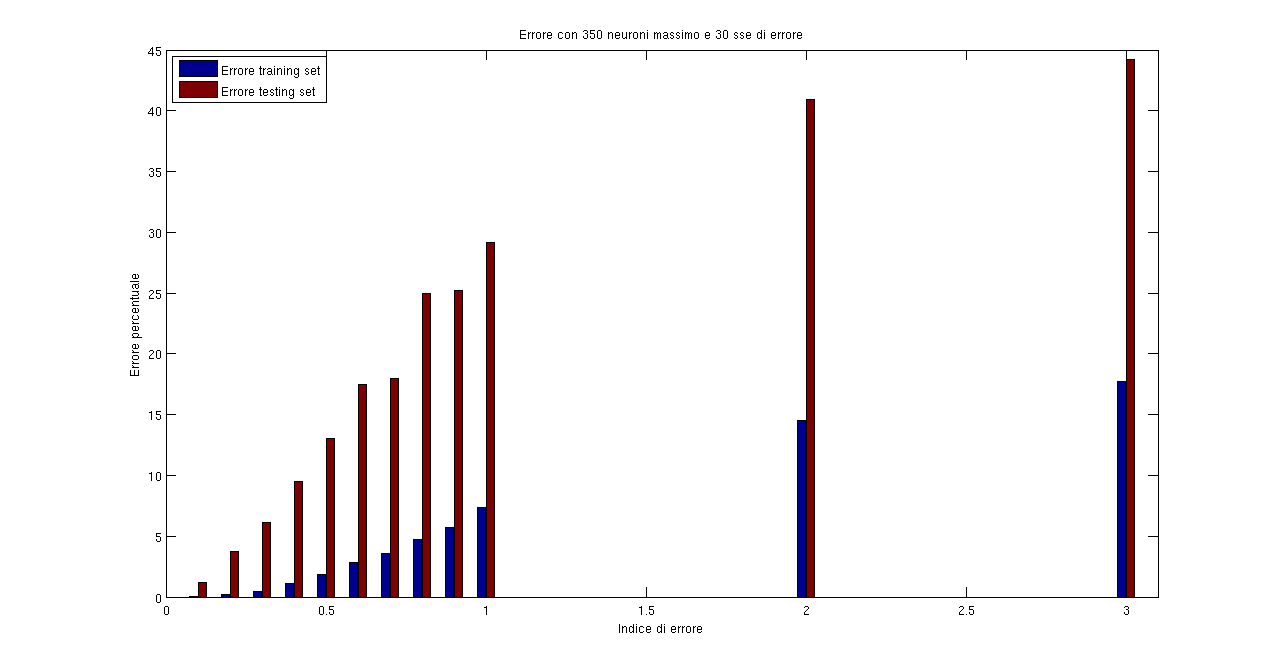 Errore con 350 neuroni massimo e 30 sse di errore
Errore training set
Errore testing set
45
40
35
30
25
20
15
10
5
0
Errore percentuale
0 0.5 1 1.5 2 2.5 3
Indice di errore